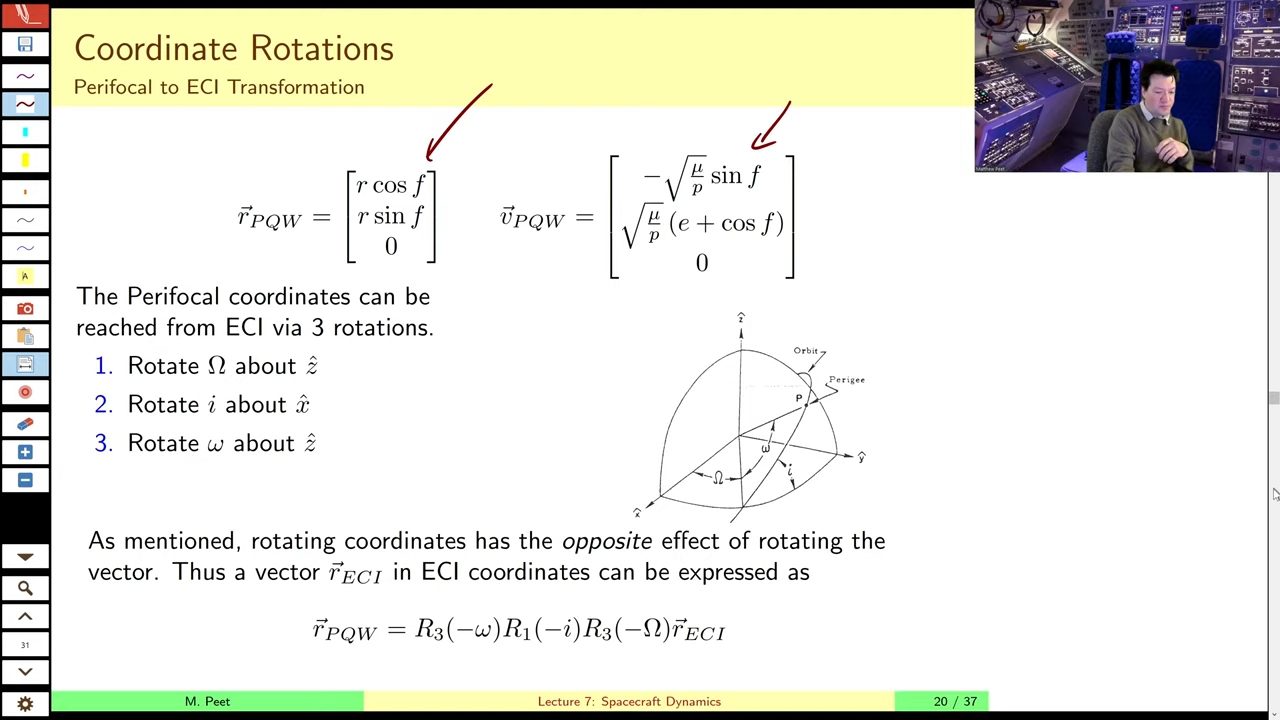 Coordinate Rotations
Perifocal to ECI Transformation
Matthew Peet
r⃗_PQW = [r cos f; r sin f; 0] v⃗_PQW = [−√(μ/p) sin f; √(μ/p) (e + cos f); 0]
The Perifocal coordinates can be
reached from ECI via 3 rotations.
1. Rotate Ω about ẑ
2. Rotate i about x̂
3. Rotate ω about ẑ
ẑ
Orbit
Perigee
P
ω
ŷ
Ω
i
x̂
As mentioned, rotating coordinates has the opposite effect of rotating the
vector. Thus a vector r⃗_ECI in ECI coordinates can be expressed as
r⃗_PQW = R₃(−ω)R₁(−i)R₃(−Ω)r⃗_ECI
A
31
M. Peet Lecture 7: Spacecraft Dynamics 20 / 37